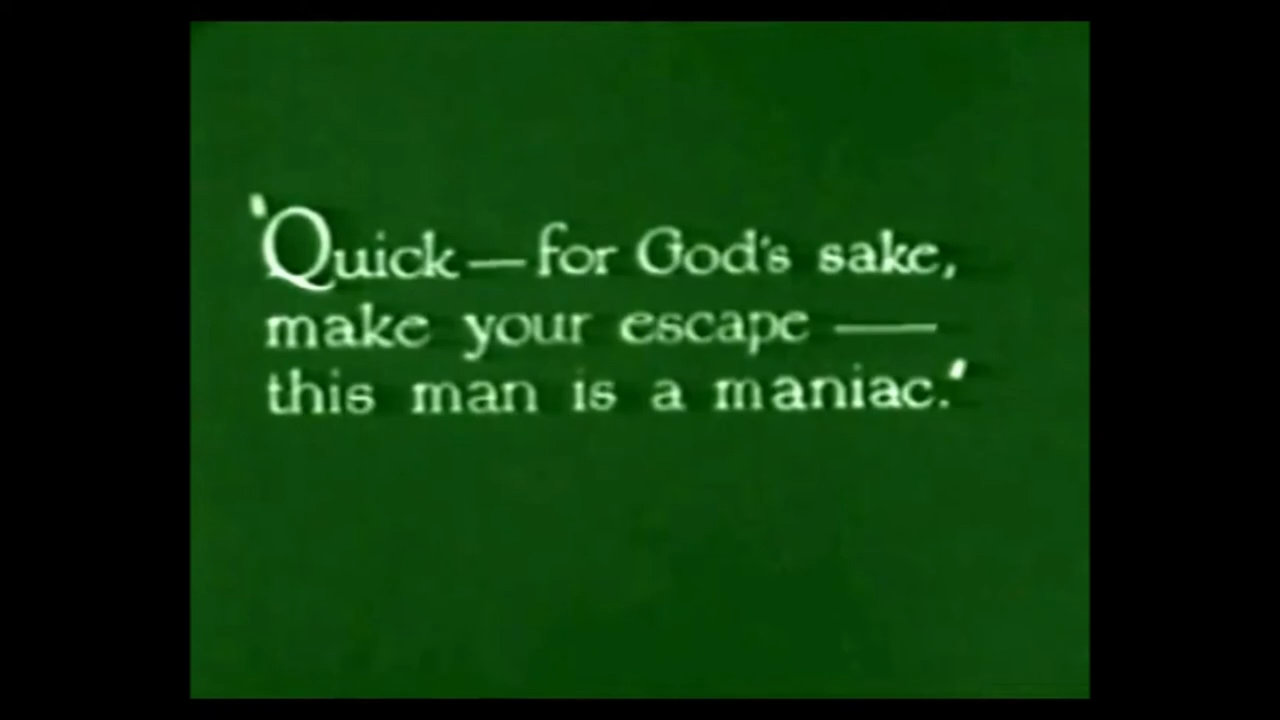 'Quick — for God's sake,
make your escape —
this man is a maniac.'